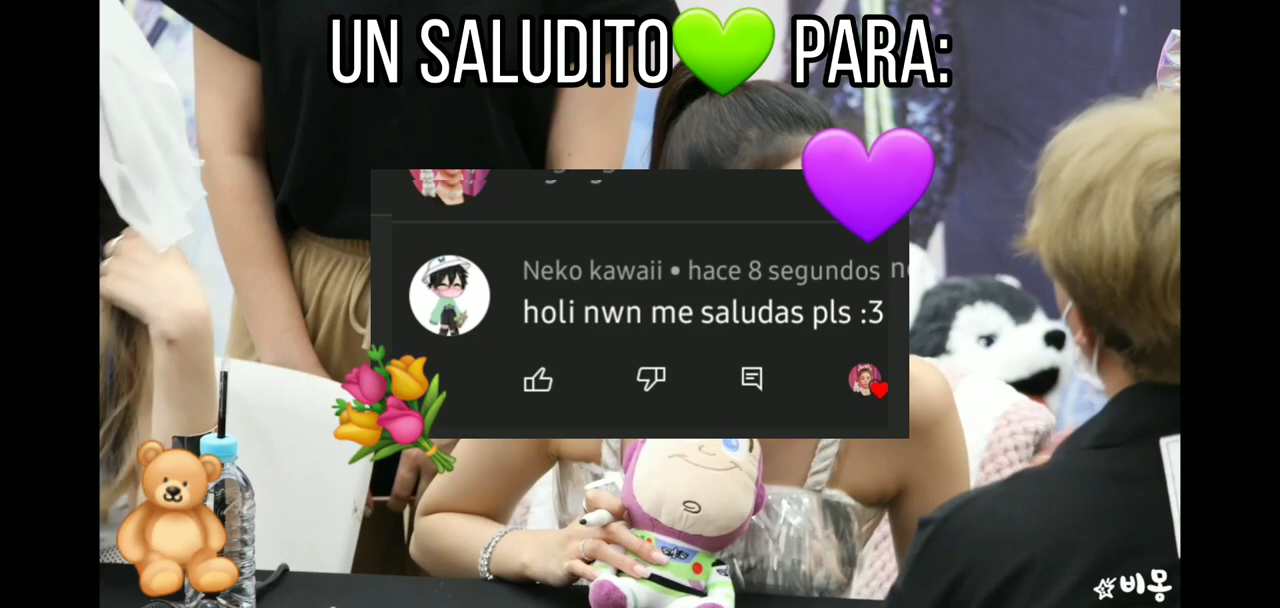 UN SALUDITO💚 PARA:
Neko kawaii • hace 8 segundos
holi nwn me saludas pls :3
비몽